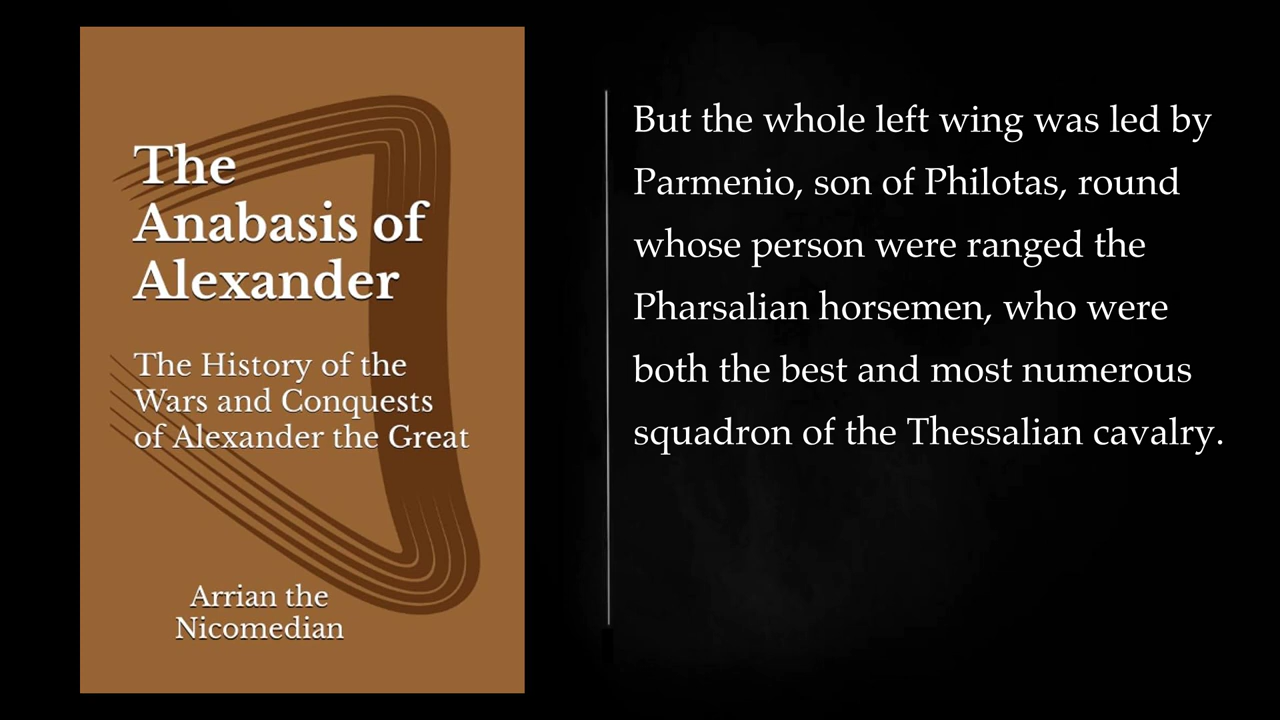 The
Anabasis of
Alexander
The History of the
Wars and Conquests
of Alexander the Great
Arrian the
Nicomedian
But the whole left wing was led by
Parmenio, son of Philotas, round
whose person were ranged the
Pharsalian horsemen, who were
both the best and most numerous
squadron of the Thessalian cavalry.